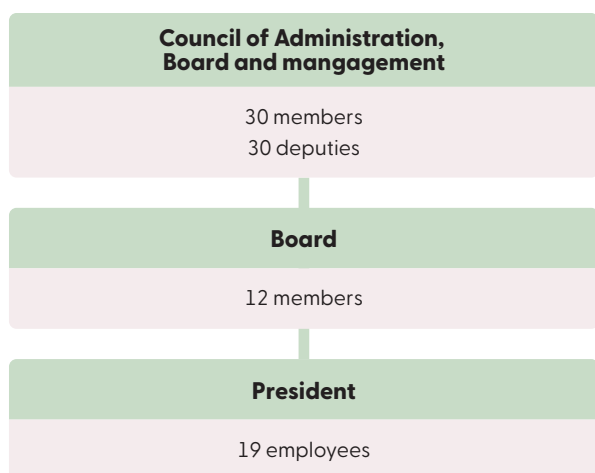 Council of Administration,
Board and mangagement
30 members
30 deputies
Board
12 members
President
19 employees